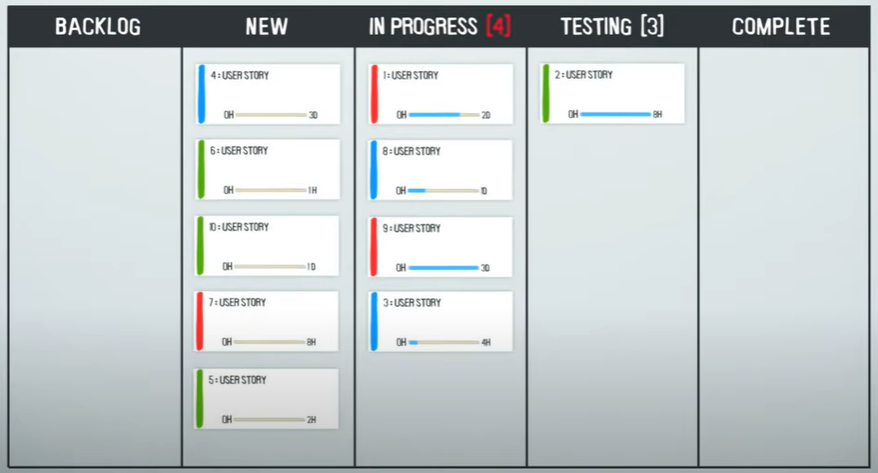 BACKLOG
NEW
IN PROGRESS [4]
TESTING [3]
COMPLETE
4: USER STORY
0H 3D
6: USER STORY
0H 1H
10: USER STORY
0H 1D
7: USER STORY
0H 8H
5: USER STORY
0H 2H
1: USER STORY
0H 2D
8: USER STORY
0H 1D
9: USER STORY
0H 3D
3: USER STORY
0H 4H
2: USER STORY
0H 8H